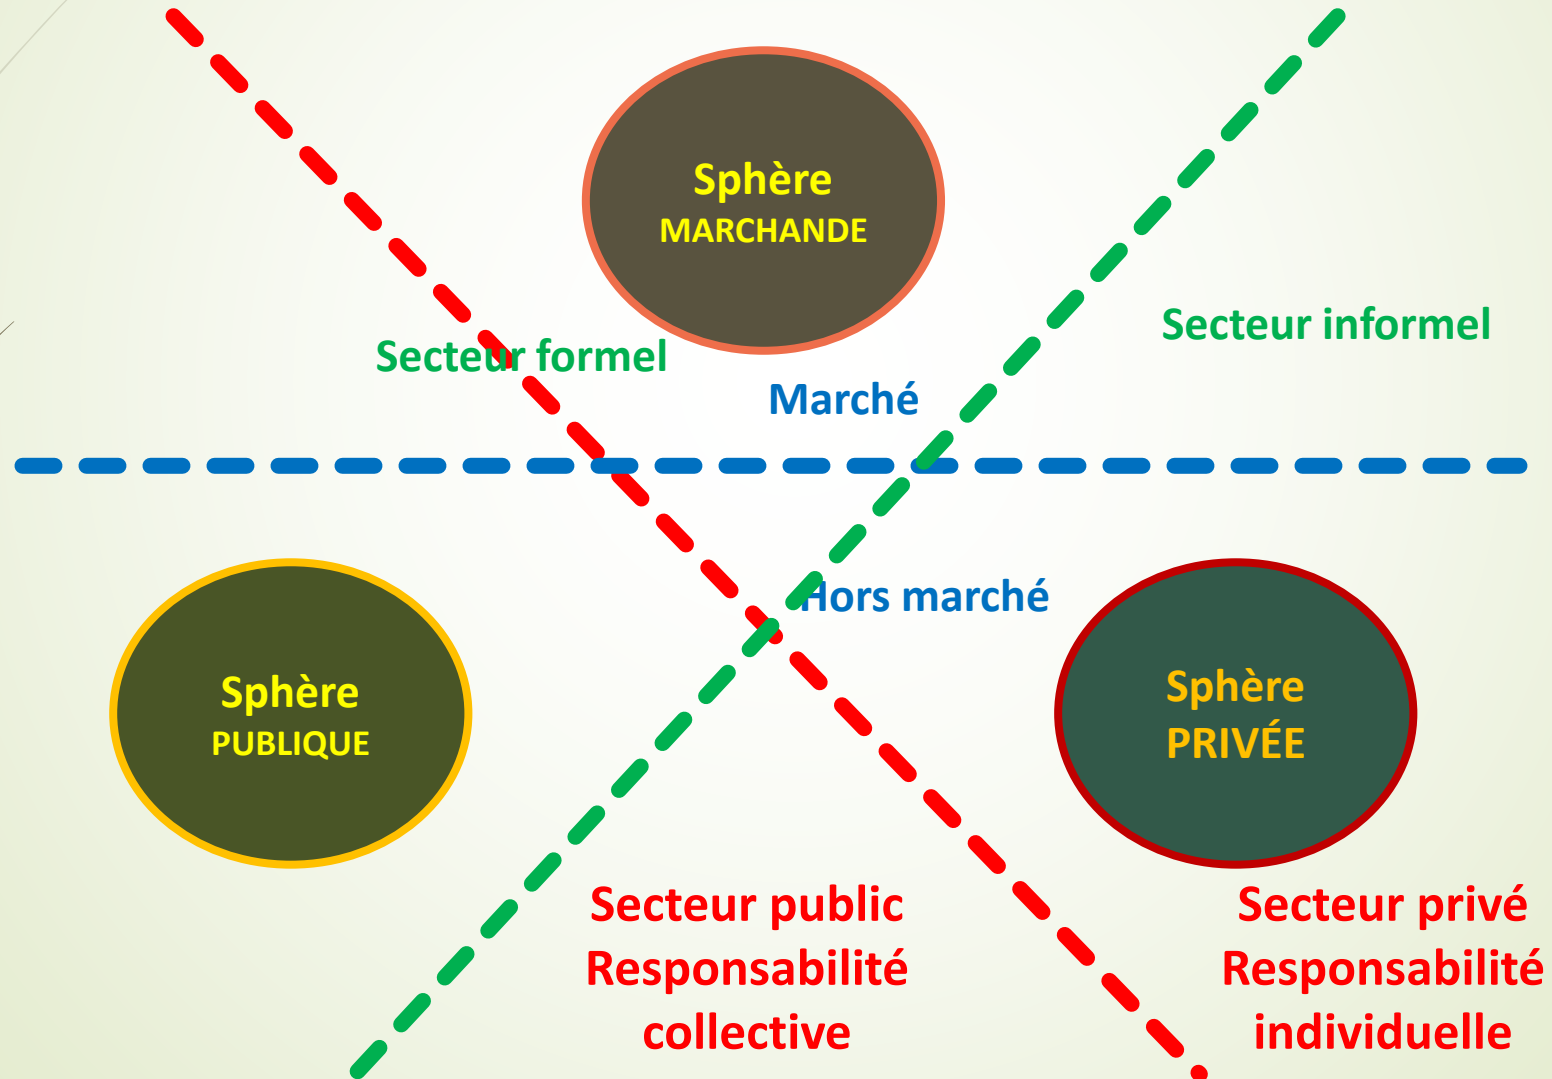 Sphère
MARCHANDE
Secteur informel
Secteur formel
Marché
Hors marché
Sphère
PUBLIQUE
Sphère
PRIVÉE
Secteur public
Responsabilité
collective
Secteur privé
Responsabilité
individuelle